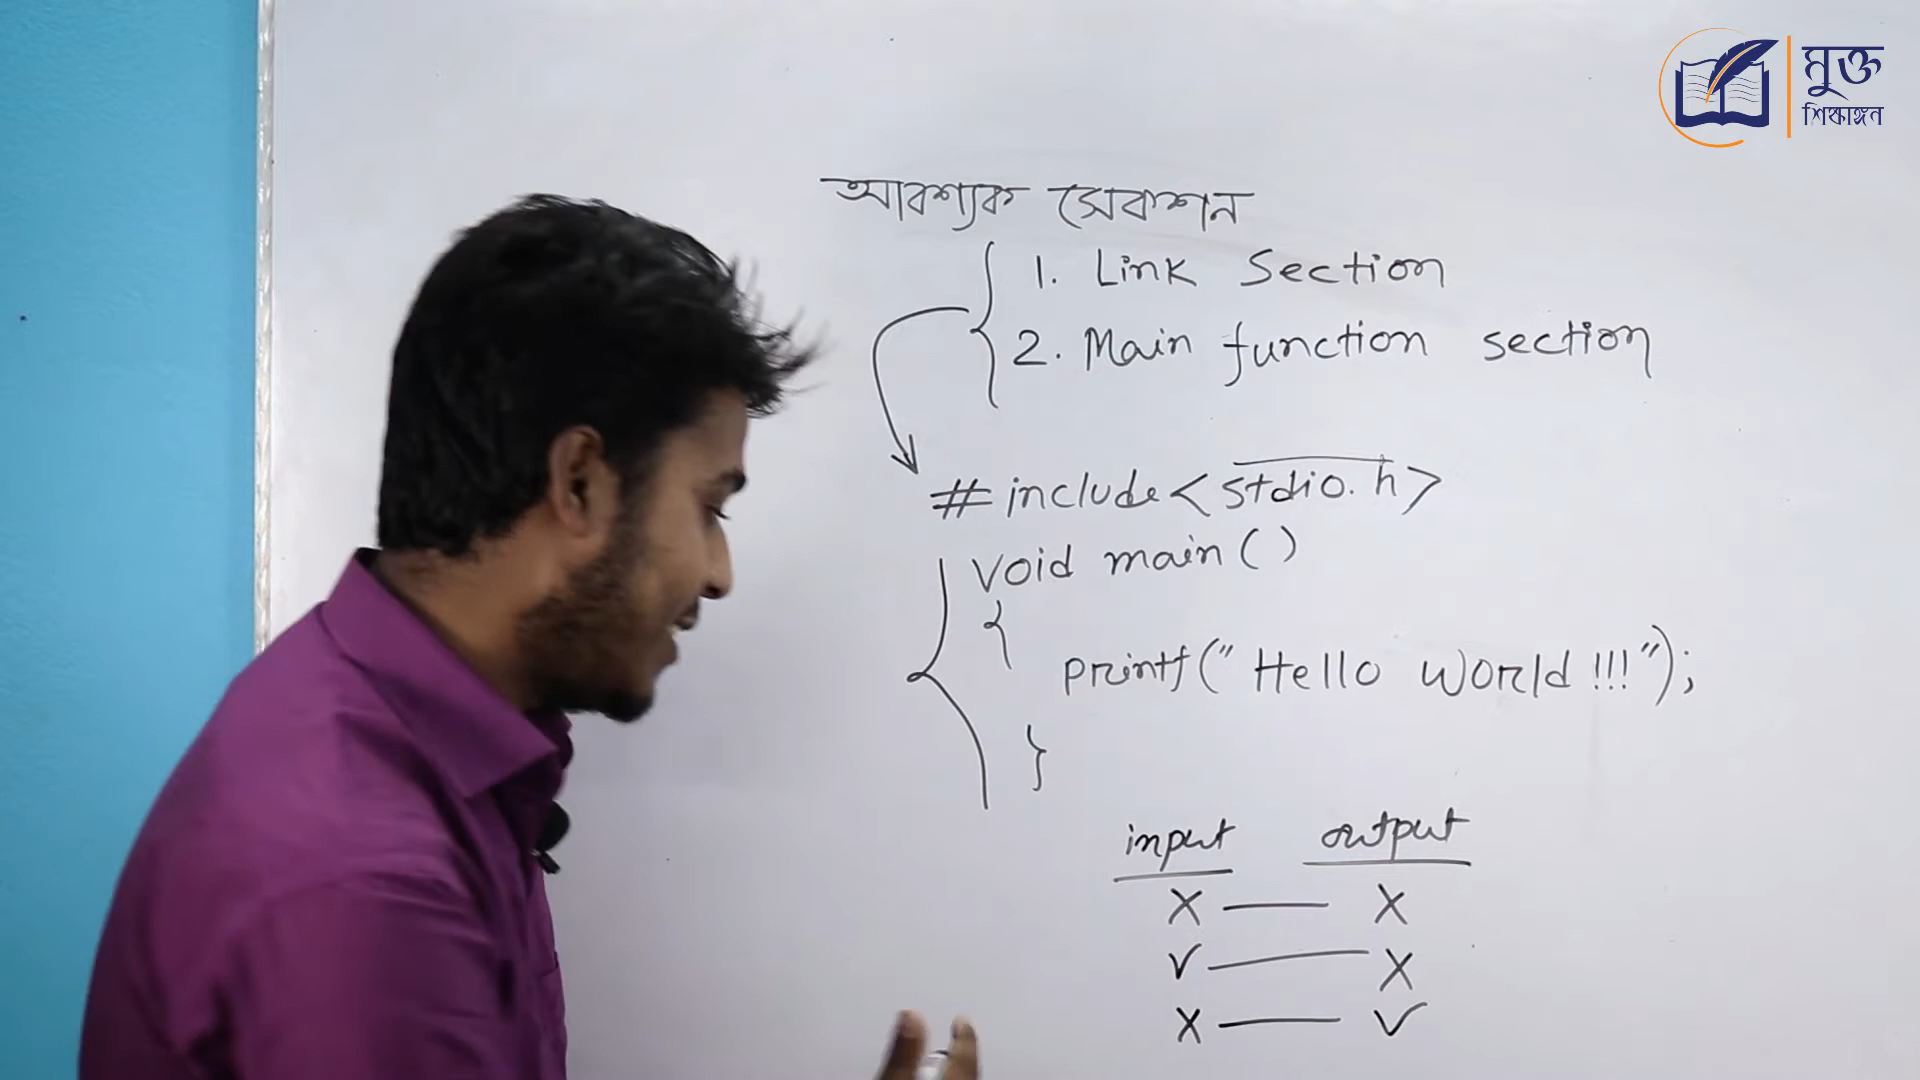 মুক্ত
শিক্ষাঙ্গন
আবশ্যক সেকশন
1. Link Section
2. Main function section
#include<stdio.h>
void main()
{
printf("Hello World!!!");
}
input output
X — X
√ — X
X — √